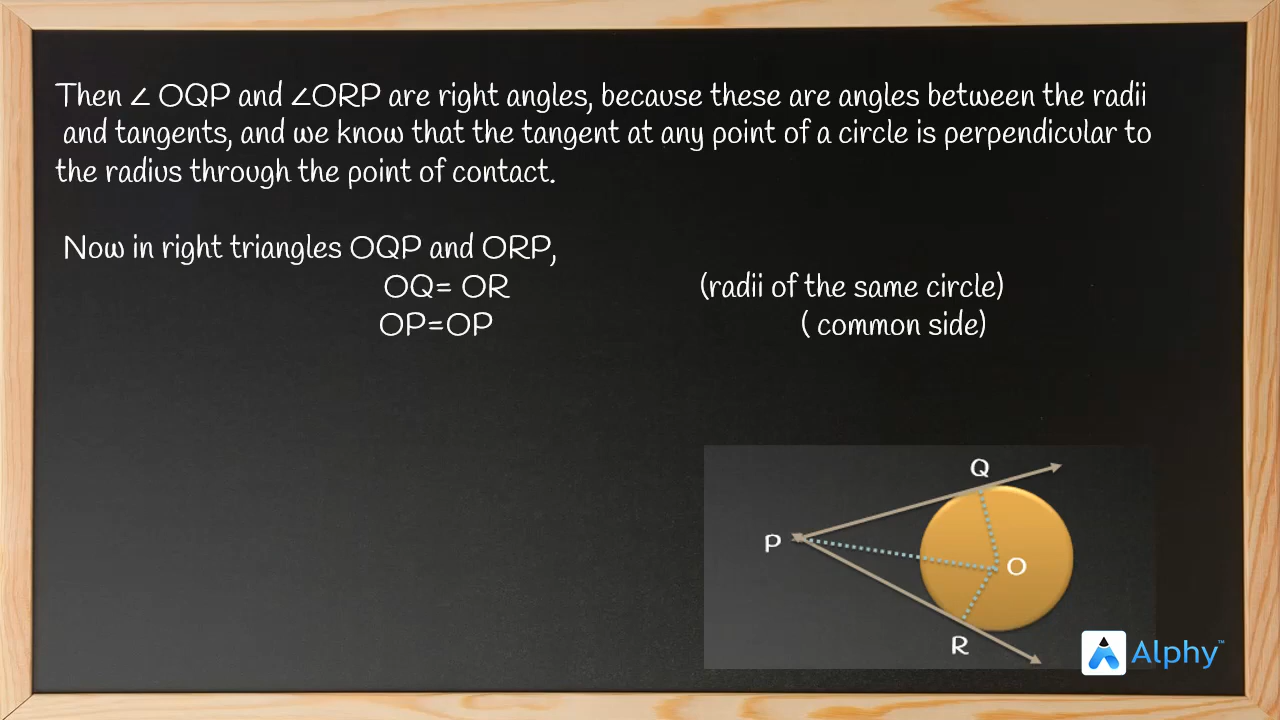 Then ∠ OQP and ∠ORP are right angles, because these are angles between the radii
and tangents, and we know that the tangent at any point of a circle is perpendicular to
the radius through the point of contact.
Now in right triangles OQP and ORP,
OQ= OR (radii of the same circle)
OP=OP ( common side)
Q
P
O
R
Alphy™